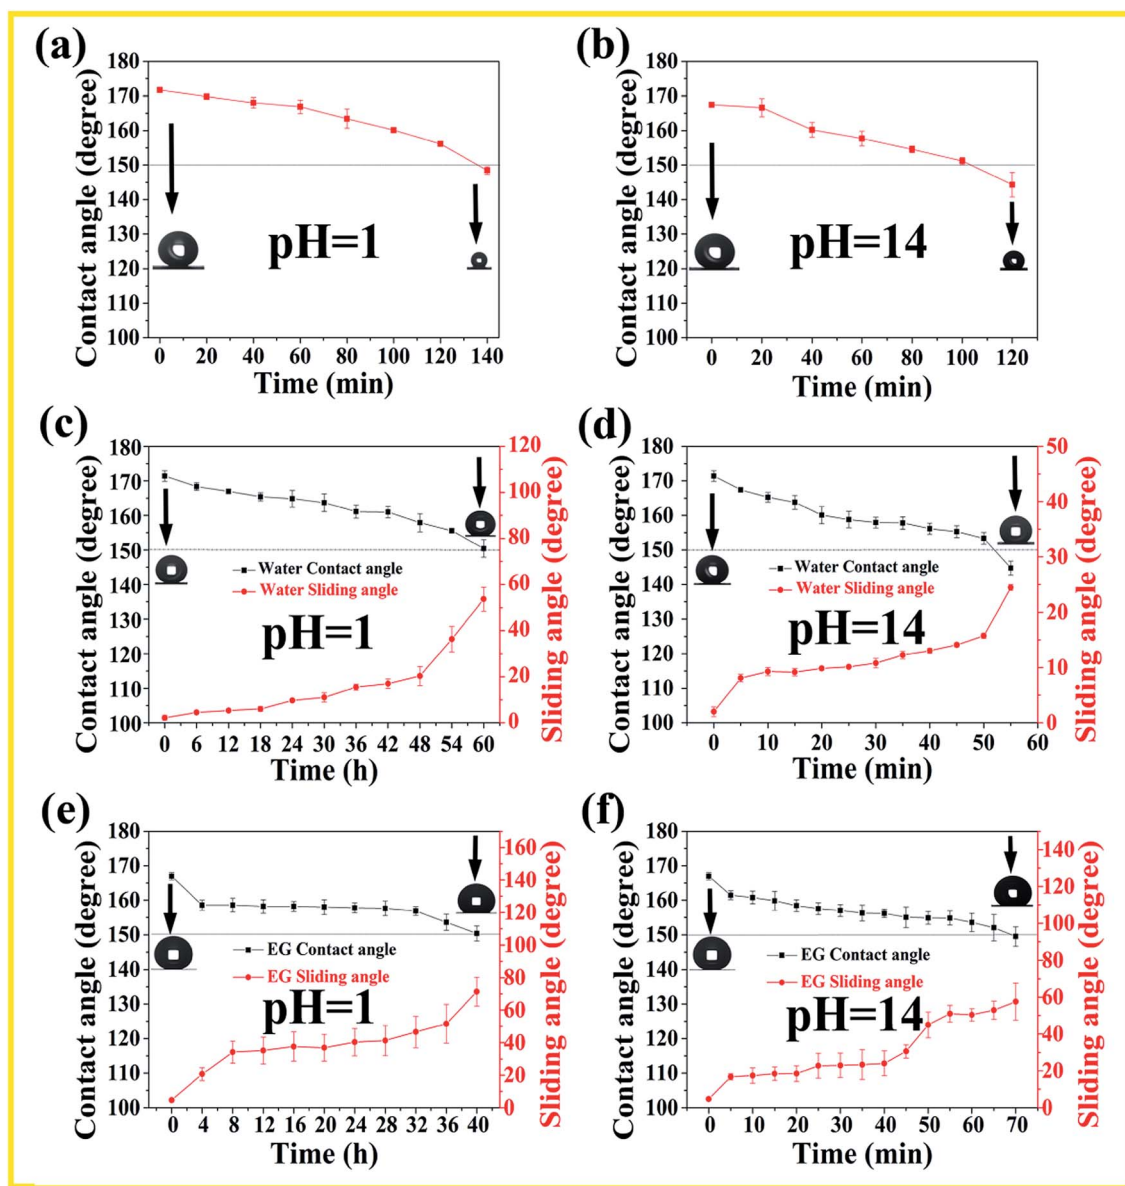 (a)
180
170
160
150
140
130
120
110
100
Contact angle (degree)
pH=1
0 20 40 60 80 100 120 140
Time (min)
(b)
180
170
160
150
140
130
120
110
100
Contact angle (degree)
pH=14
0 20 40 60 80 100 120
Time (min)
(c)
180
170
160
150
140
130
120
110
100
Contact angle (degree)
Water Contact angle
Water Sliding angle
pH=1
120
100
80
60
40
20
0
Sliding angle (degree)
0 6 12 18 24 30 36 42 48 54 60
Time (h)
(d)
180
170
160
150
140
130
120
110
100
Contact angle (degree)
Water Contact angle
Water Sliding angle
pH=14
50
40
30
20
10
0
Sliding angle (degree)
0 10 20 30 40 50 60
Time (min)
(e)
180
170
160
150
140
130
120
110
100
Contact angle (degree)
EG Contact angle
EG Sliding angle
pH=1
160
140
120
100
80
60
40
20
0
Sliding angle (degree)
0 4 8 12 16 20 24 28 32 36 40
Time (h)
(f)
180
170
160
150
140
130
120
110
100
Contact angle (degree)
EG Contact angle
EG Sliding angle
pH=14
150
120
100
80
60
40
20
0
Sliding angle (degree)
0 10 20 30 40 50 60 70
Time (min)